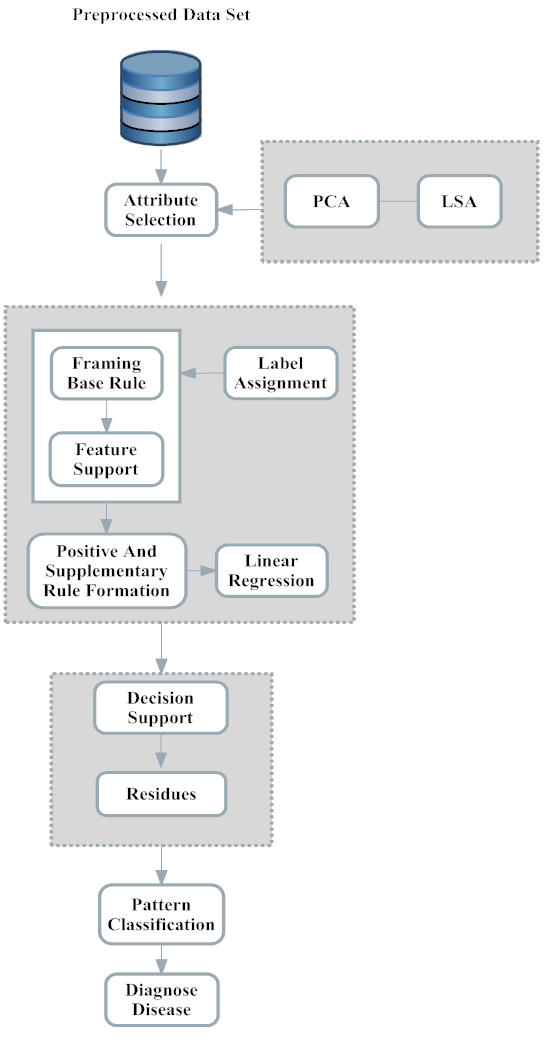 Preprocessed Data Set
Attribute
Selection
PCA
LSA
Framing
Base Rule
Label
Assignment
Feature
Support
Positive And
Supplementary
Rule Formation
Linear
Regression
Decision
Support
Residues
Pattern
Classification
Diagnose
Disease